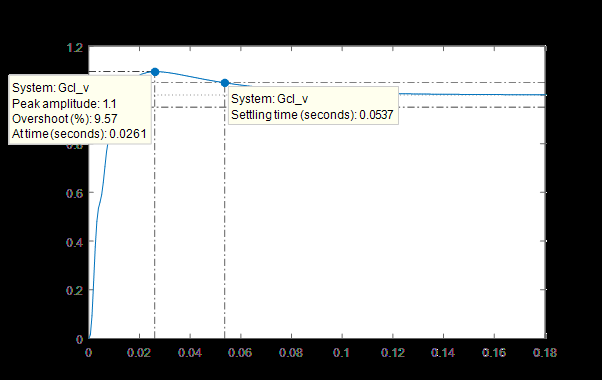 1.2
System: Gcl_v
Peak amplitude: 1.1
Overshoot (%): 9.57
At time (seconds): 0.0261
System: Gcl_v
Settling time (seconds): 0.0537
0.8
0.6
0.4
0.2
0
0 0.02 0.04 0.06 0.08 0.1 0.12 0.14 0.16 0.18